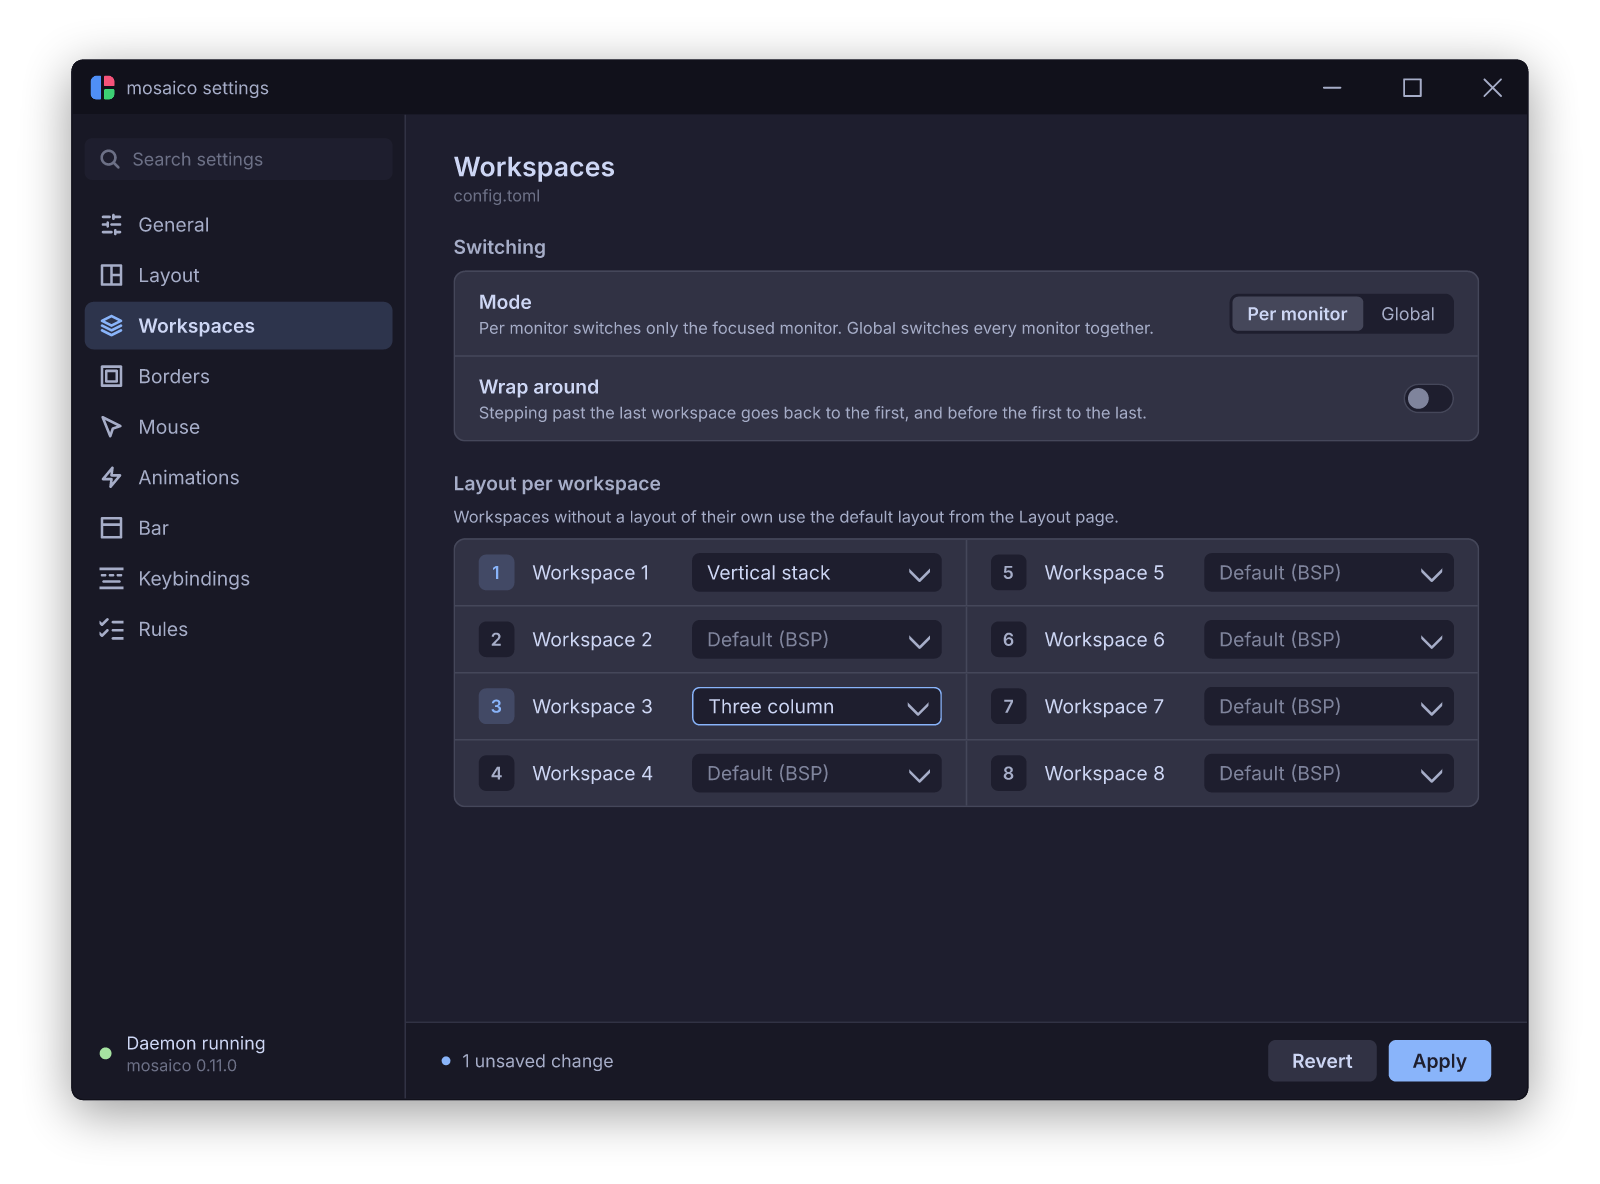 mosaico settings
Search settings
General
Layout
Workspaces
Borders
Mouse
Animations
Bar
Keybindings
Rules
Daemon running
mosaico 0.11.0
Workspaces
config.toml
Switching
Mode
Per monitor switches only the focused monitor. Global switches every monitor together.
Per monitor Global
Wrap around
Stepping past the last workspace goes back to the first, and before the first to the last.
Layout per workspace
Workspaces without a layout of their own use the default layout from the Layout page.
1 Workspace 1 Vertical stack
2 Workspace 2 Default (BSP)
3 Workspace 3 Three column
4 Workspace 4 Default (BSP)
5 Workspace 5 Default (BSP)
6 Workspace 6 Default (BSP)
7 Workspace 7 Default (BSP)
8 Workspace 8 Default (BSP)
1 unsaved change
Revert Apply